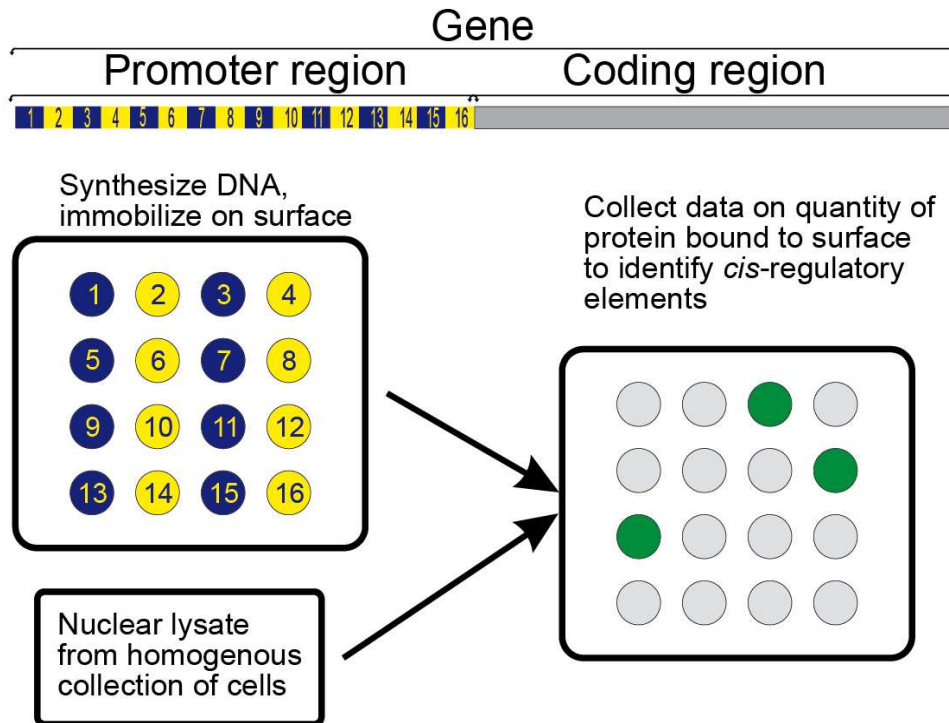 Gene
Promoter region Coding region
1 2 3 4 5 6 7 8 9 10 11 12 13 14 15 16
Synthesize DNA,
immobilize on surface
1 2 3 4
5 6 7 8
9 10 11 12
13 14 15 16
Collect data on quantity of
protein bound to surface
to identify cis-regulatory
elements
Nuclear lysate
from homogenous
collection of cells